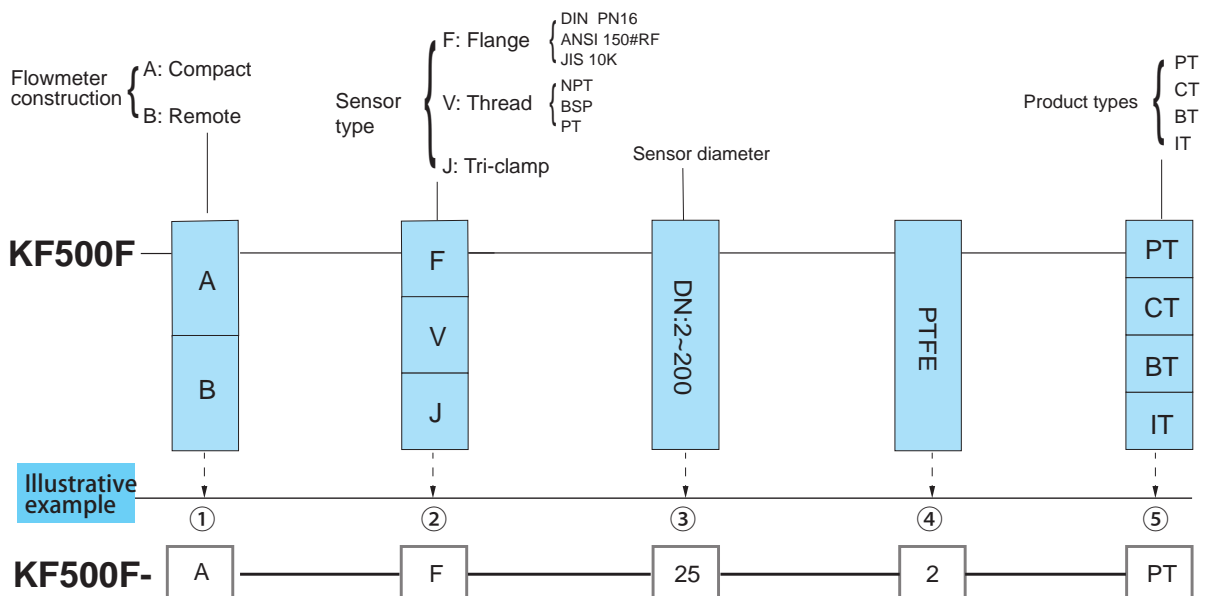 Flowmeter
construction
A: Compact
B: Remote
Sensor
type
F: Flange
DIN PN16
ANSI 150#RF
JIS 10K
V: Thread
NPT
BSP
PT
J: Tri-clamp
Sensor diameter
Product types
PT
CT
BT
IT
KF500F
A
B
F
V
J
DN:2~200
PTFE
PT
CT
BT
IT
Illustrative
example
① ② ③ ④ ⑤
KF500F- A F 25 2 PT